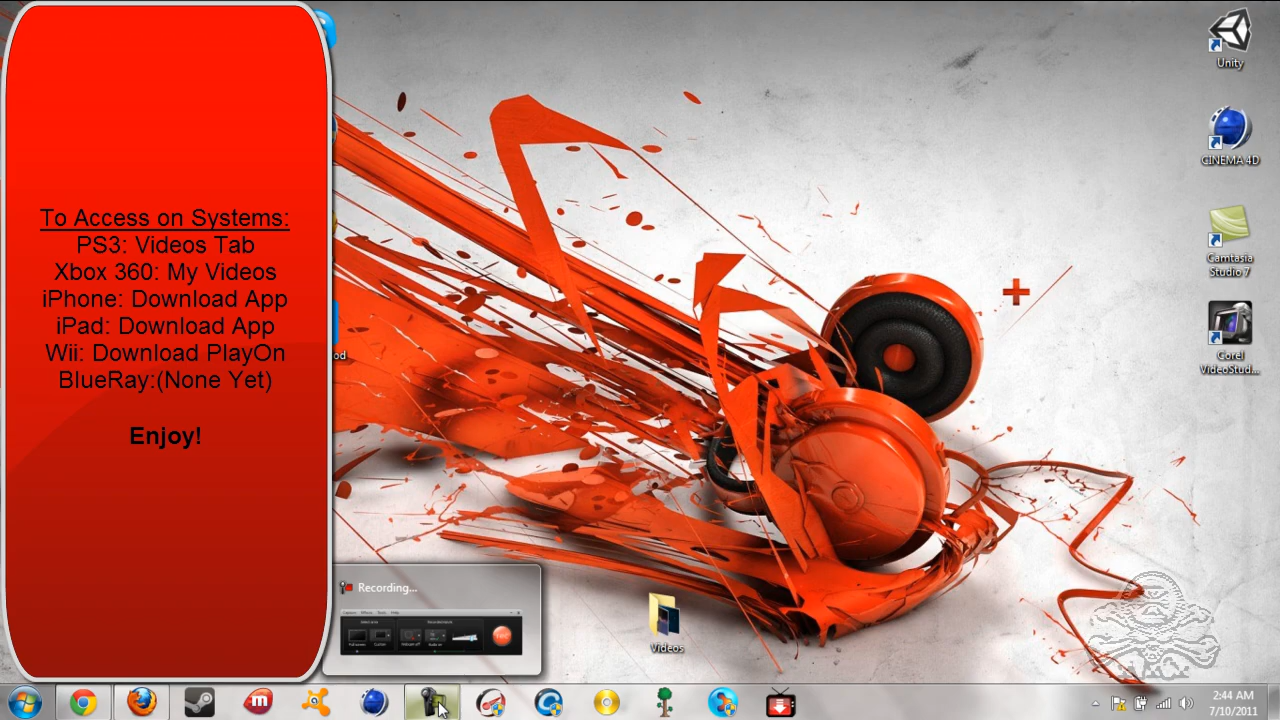 To Access on Systems:
PS3: Videos Tab
Xbox 360: My Videos
iPhone: Download App
iPad: Download App
Wii: Download PlayOn
BlueRay:(None Yet)
Enjoy!
Unity
CINEMA 4D
Camtasia
Studio 7
Corel
VideoStud...
od
Recording...
rec
Videos
2:44 AM
7/10/2011